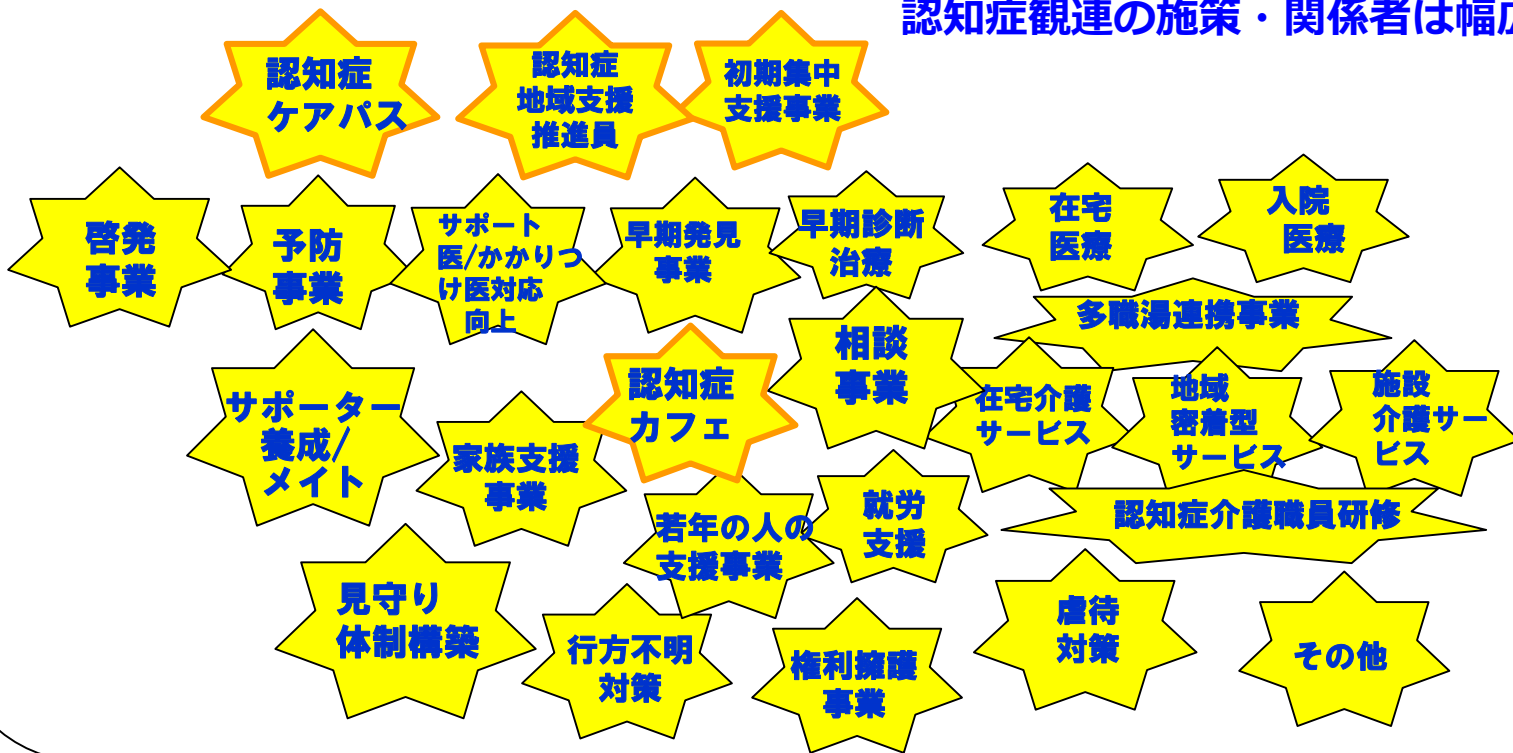 認知症観連の施策・関係者は幅広
認知症
ケアパス
認知症
地域支援
推進員
初期集中
支援事業
啓発
事業
予防
事業
サポート
医/かかりつ
け医対応
向上
早期発見
事業
早期診断
治療
在宅
医療
入院
医療
多職湯連携事業
サポーター
養成/
メイト
家族支援
事業
認知症
カフェ
相談
事業
在宅介護
サービス
地域
密着型
サービス
施設
介護サー
ビス
若年の人の
支援事業
就労
支援
認知症介護職員研修
見守り
体制構築
行方不明
対策
権利擁護
事業
虐待
対策
その他